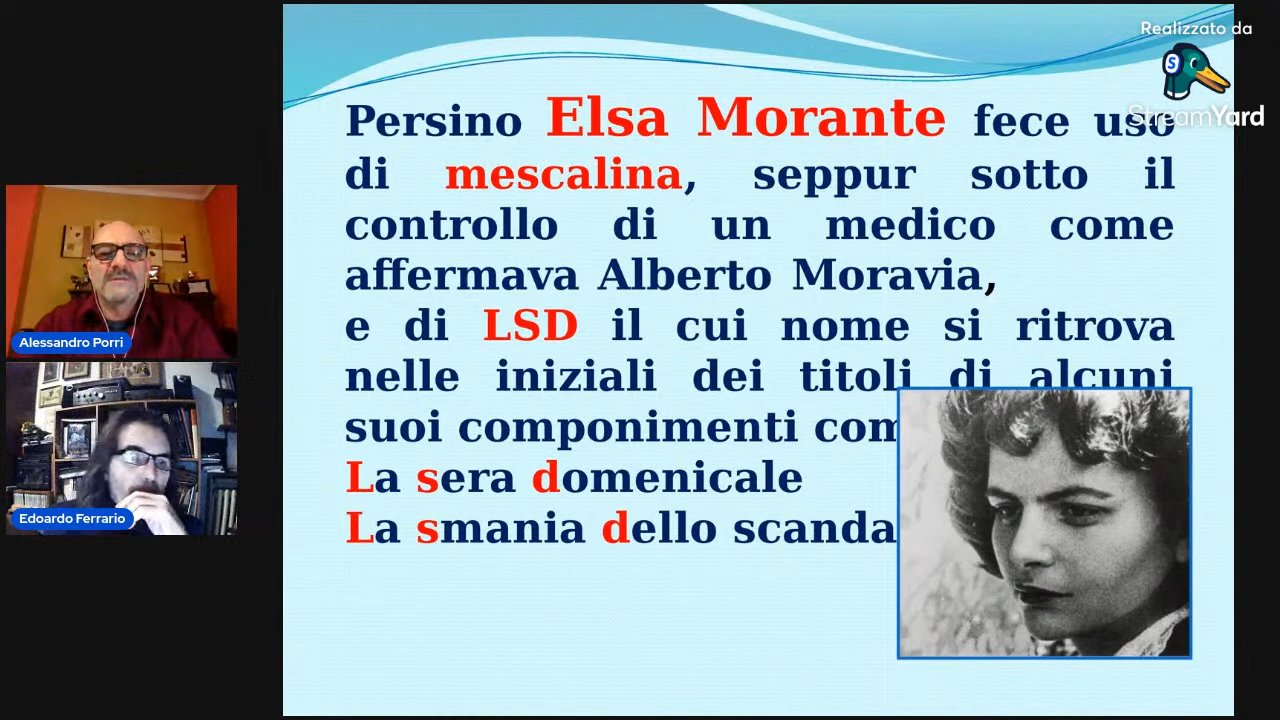 Realizzato da
StreamYard
Persino Elsa Morante fece uso
di mescalina, seppur sotto il
controllo di un medico come
affermava Alberto Moravia,
e di LSD il cui nome si ritrova
nelle iniziali dei titoli di alcuni
suoi componimenti com
La sera domenicale
La smania dello scanda
Alessandro Porri
Edoardo Ferrario